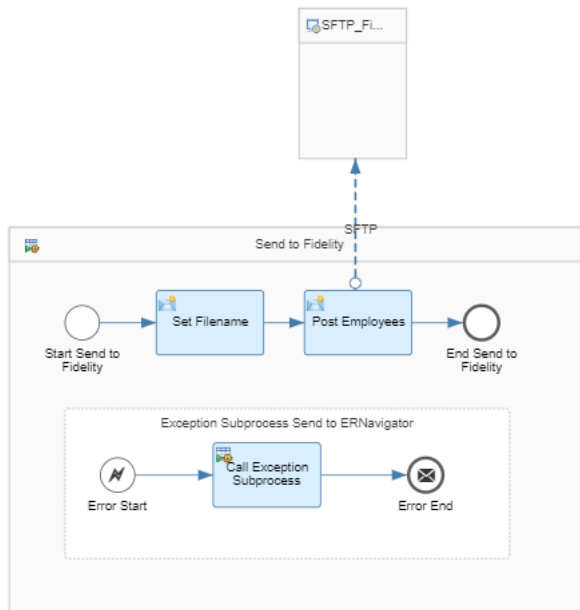 SFTP_Fi...
SFTP
Send to Fidelity
Set Filename
Post Employees
Start Send to
Fidelity
End Send to
Fidelity
Exception Subprocess Send to ERNavigator
Call Exception
Subprocess
Error Start
Error End